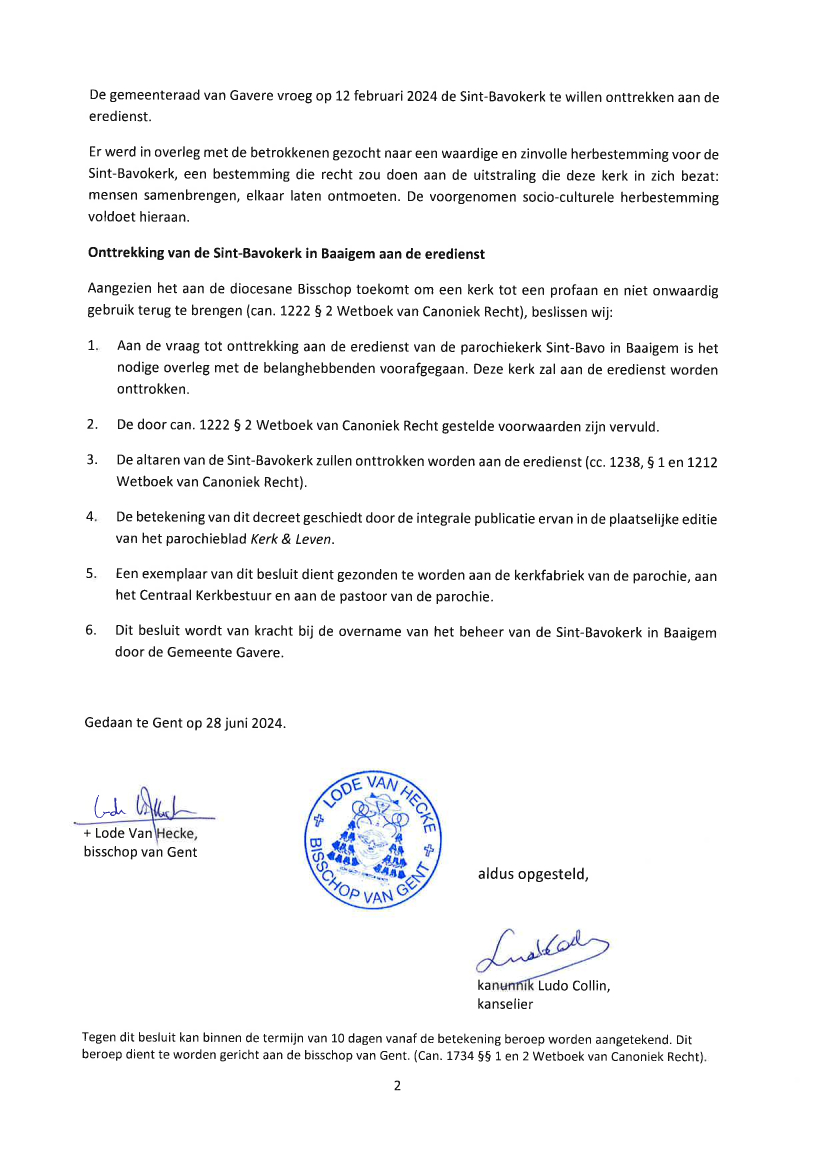 De gemeenteraad van Gavere vroeg op 12 februari 2024 de Sint-Bavokerk te willen onttrekken aan de
eredienst.
Er werd in overleg met de betrokkenen gezocht naar een waardige en zinvolle herbestemming voor de
Sint-Bavokerk, een bestemming die recht zou doen aan de uitstraling die deze kerk in zich bezat:
mensen samenbrengen, elkaar laten ontmoeten. De voorgenomen socio-culturele herbestemming
voldoet hieraan.
Onttrekking van de Sint-Bavokerk in Baaigem aan de eredienst
Aangezien het aan de diocesane Bisschop toekomt om een kerk tot een profaan en niet onwaardig
gebruik terug te brengen (can. 1222 § 2 Wetboek van Canoniek Recht), beslissen wij:
1. Aan de vraag tot onttrekking aan de eredienst van de parochiekerk Sint-Bavo in Baaigem is het
nodige overleg met de belanghebbenden voorafgegaan. Deze kerk zal aan de eredienst worden
onttrokken.
2. De door can. 1222 § 2 Wetboek van Canoniek Recht gestelde voorwaarden zijn vervuld.
3. De altaren van de Sint-Bavokerk zullen onttrokken worden aan de eredienst (cc. 1238, § 1 en 1212
Wetboek van Canoniek Recht).
4. De betekening van dit decreet geschiedt door de integrale publicatie ervan in de plaatselijke editie
van het parochieblad Kerk & Leven.
5. Een exemplaar van dit besluit dient gezonden te worden aan de kerkfabriek van de parochie, aan
het Centraal Kerkbestuur en aan de pastoor van de parochie.
6. Dit besluit wordt van kracht bij de overname van het beheer van de Sint-Bavokerk in Baaigem
door de Gemeente Gavere.
Gedaan te Gent op 28 juni 2024.
LODE VAN HECKE
BISSCHOP VAN GENT
+ Lode Van Hecke,
bisschop van Gent
aldus opgesteld,
kanunnik Ludo Collin,
kanselier
Tegen dit besluit kan binnen de termijn van 10 dagen vanaf de betekening beroep worden aangetekend. Dit
beroep dient te worden gericht aan de bisschop van Gent. (Can. 1734 §§ 1 en 2 Wetboek van Canoniek Recht).
2